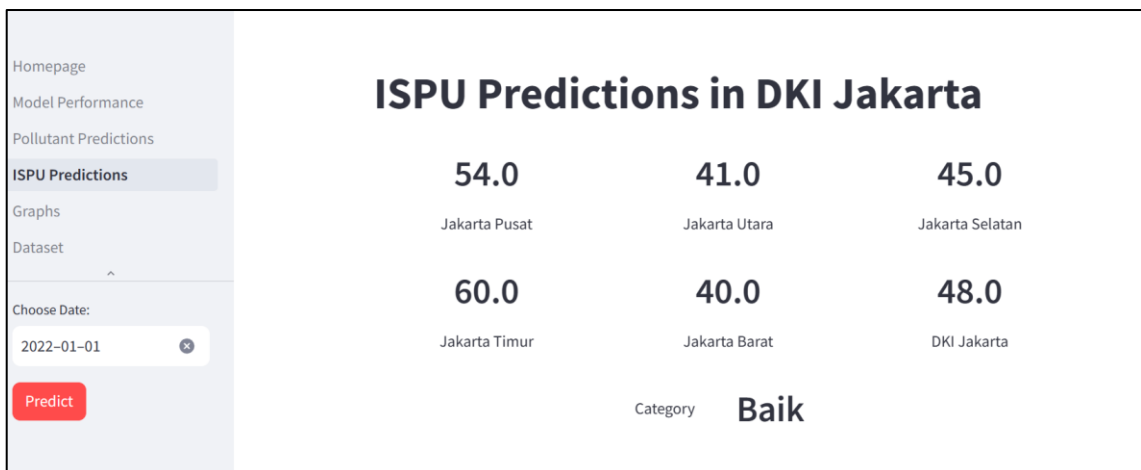 Homepage
Model Performance
Pollutant Predictions
ISPU Predictions
Graphs
Dataset
Choose Date:
2022-01-01
Predict
ISPU Predictions in DKI Jakarta
54.0 41.0 45.0
Jakarta Pusat Jakarta Utara Jakarta Selatan
60.0 40.0 48.0
Jakarta Timur Jakarta Barat DKI Jakarta
Category Baik